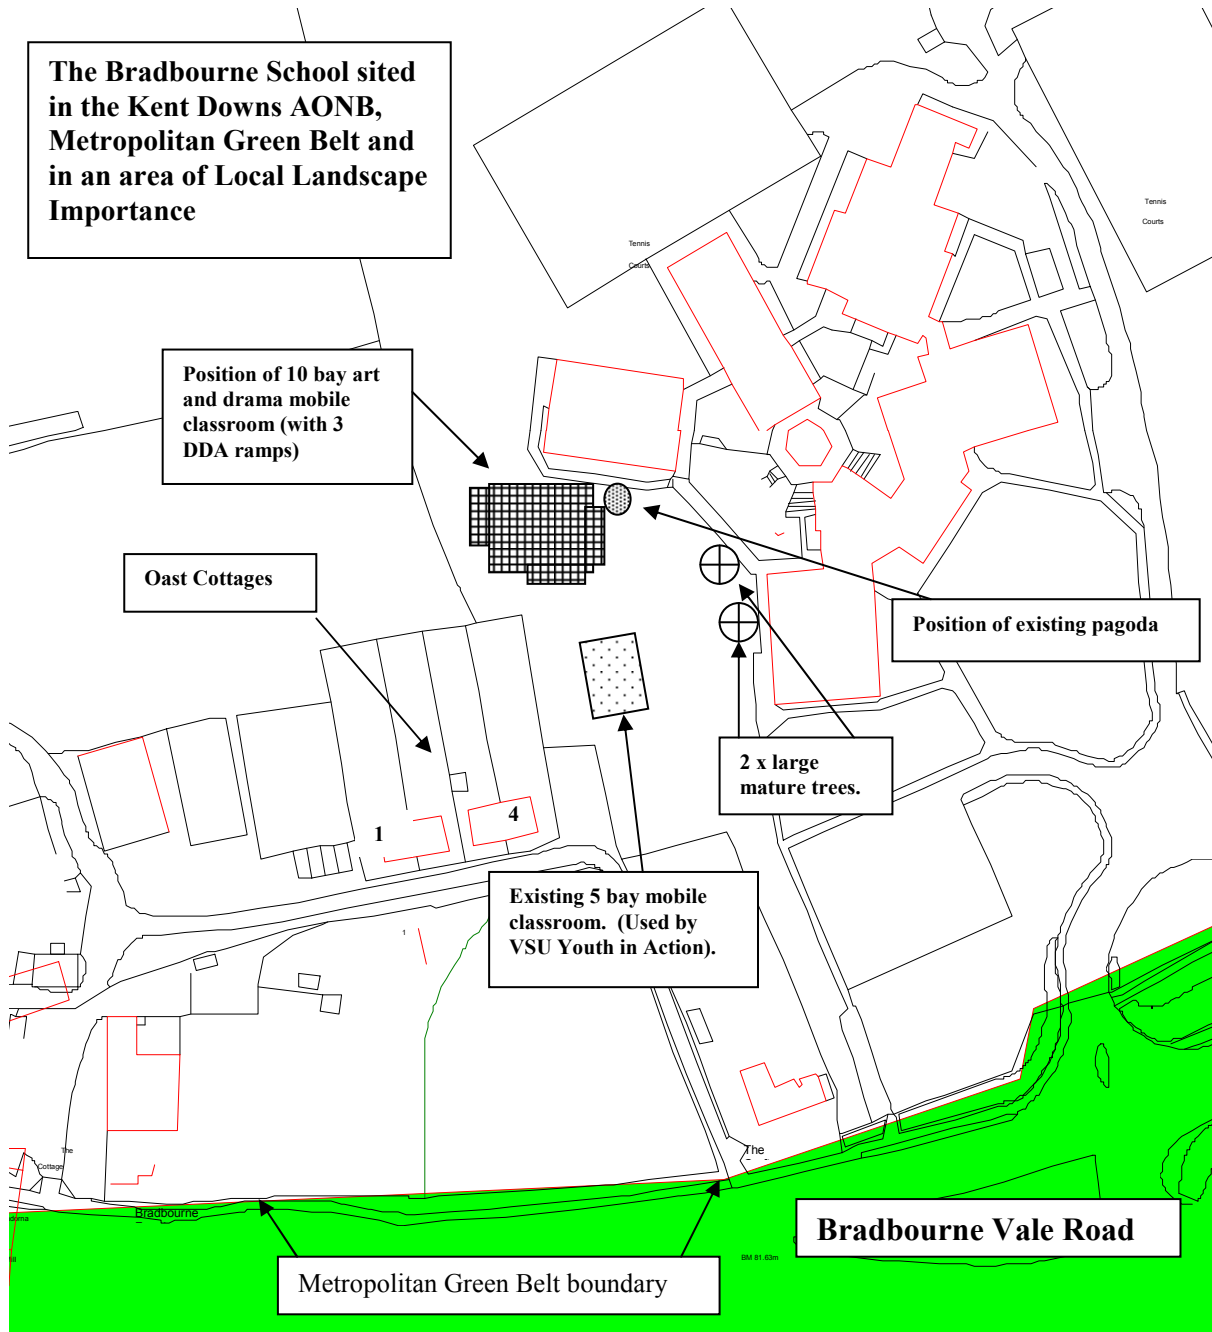 The Bradbourne School sited
in the Kent Downs AONB,
Metropolitan Green Belt and
in an area of Local Landscape
Importance
Tennis
Courts
Tennis
Courts
Position of 10 bay art
and drama mobile
classroom (with 3
DDA ramps)
Oast Cottages
Position of existing pagoda
2 x large
mature trees.
1
4
Existing 5 bay mobile
classroom. (Used by
VSU Youth in Action).
1
The
The
Cottage
Bradbourne
Bradbourne Vale Road
BM 81.63m
Metropolitan Green Belt boundary